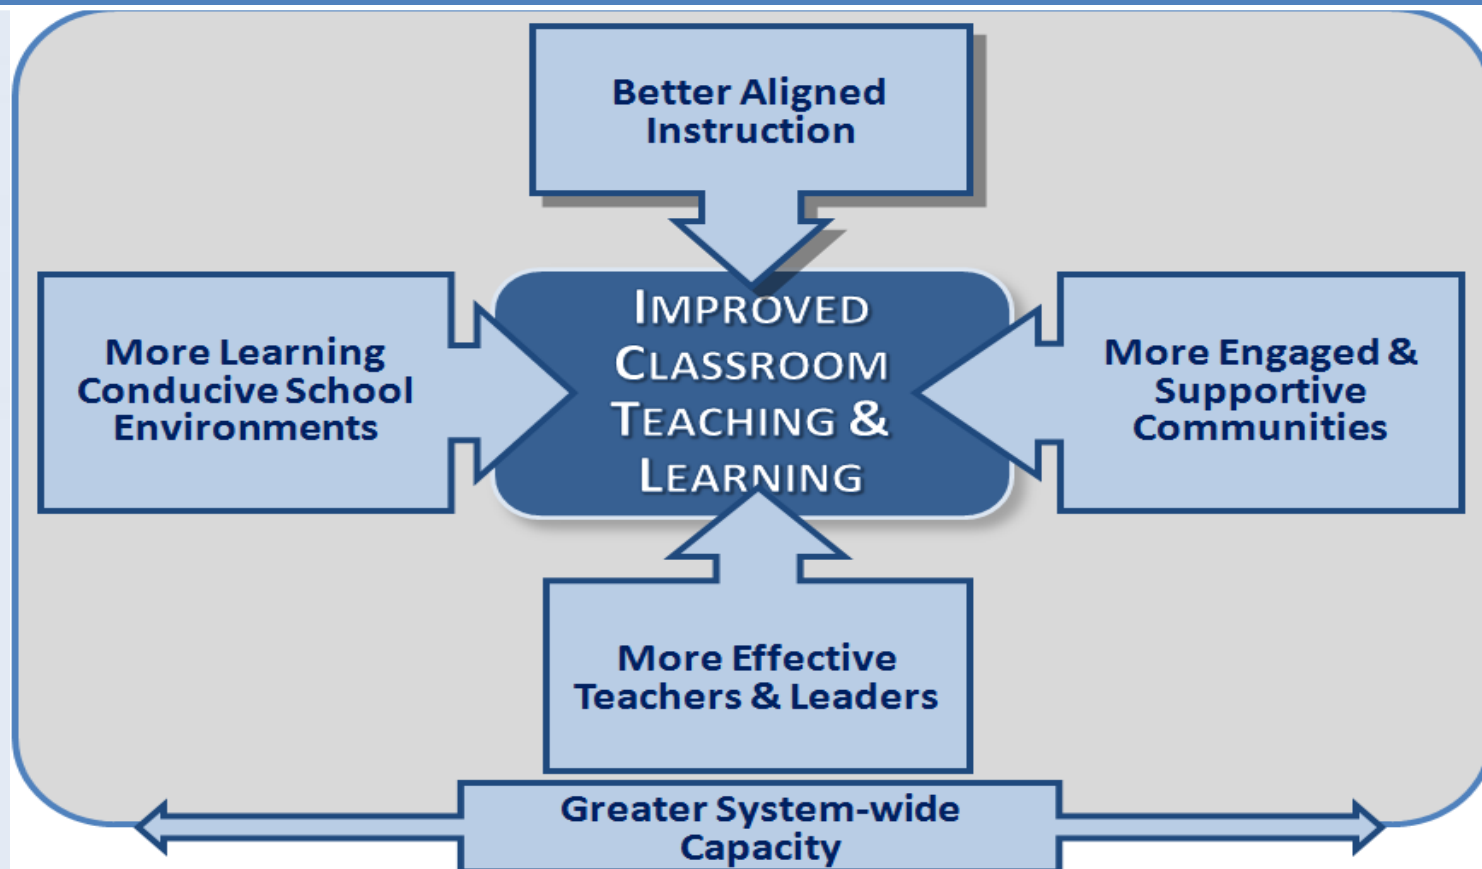 Better Aligned
Instruction
More Learning
Conducive School
Environments
IMPROVED
CLASSROOM
TEACHING &
LEARNING
More Engaged &
Supportive
Communities
More Effective
Teachers & Leaders
Greater System-wide
Capacity